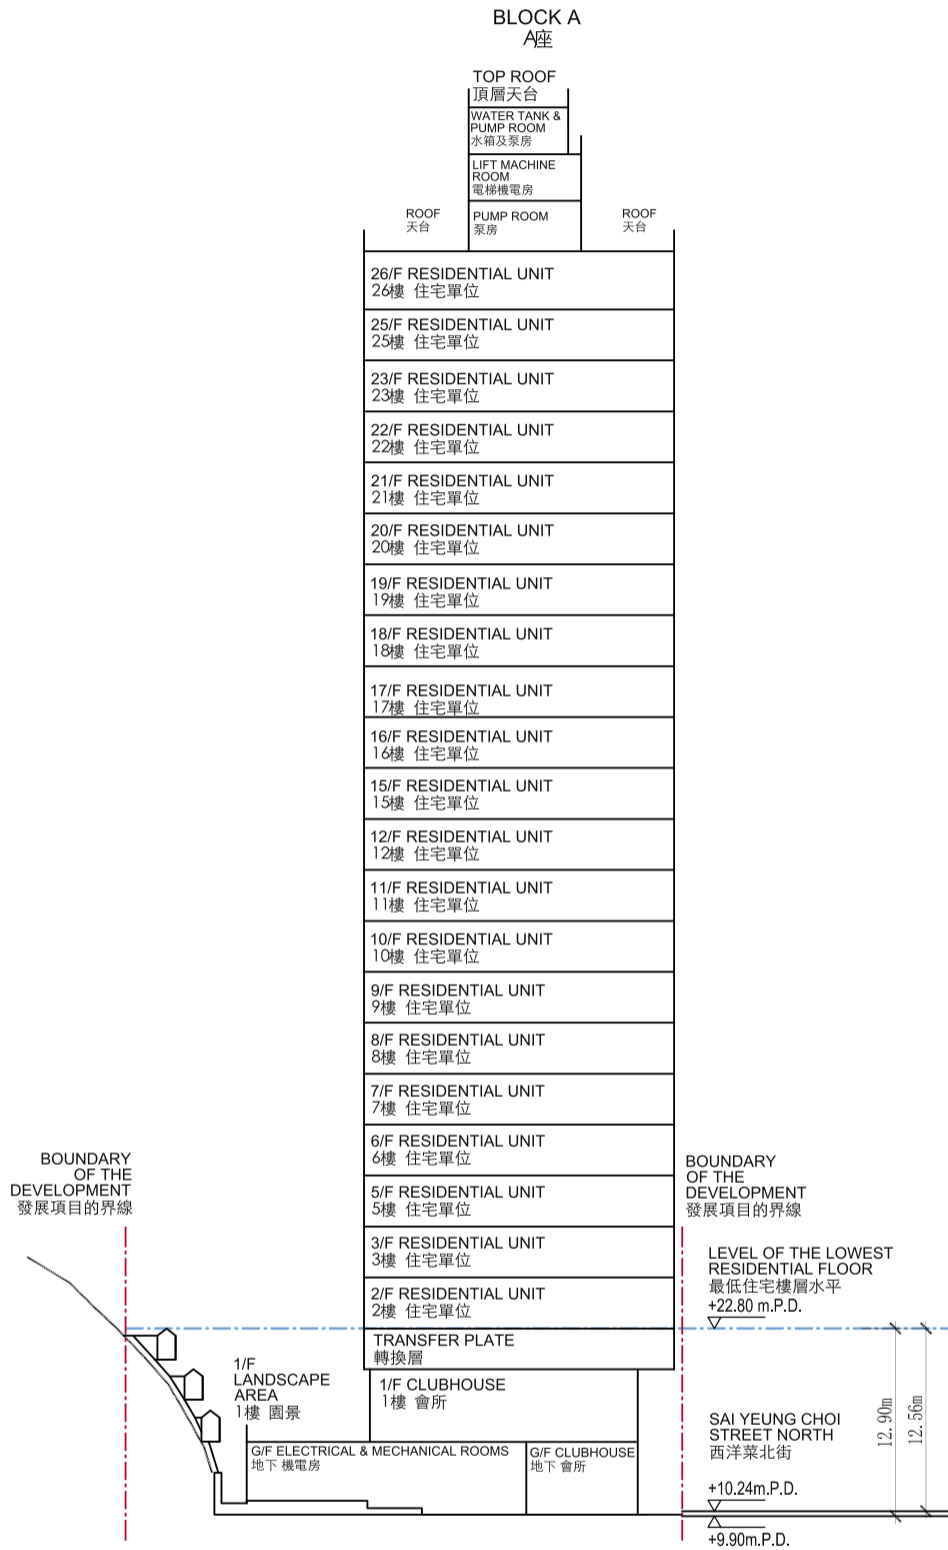 BLOCK A
A座
TOP ROOF
頂層天台
WATER TANK &
PUMP ROOM
水箱及泵房
LIFT MACHINE
ROOM
電梯機電房
ROOF
天台
PUMP ROOM
泵房
ROOF
天台
26/F RESIDENTIAL UNIT
26樓 住宅單位
25/F RESIDENTIAL UNIT
25樓 住宅單位
23/F RESIDENTIAL UNIT
23樓 住宅單位
22/F RESIDENTIAL UNIT
22樓 住宅單位
21/F RESIDENTIAL UNIT
21樓 住宅單位
20/F RESIDENTIAL UNIT
20樓 住宅單位
19/F RESIDENTIAL UNIT
19樓 住宅單位
18/F RESIDENTIAL UNIT
18樓 住宅單位
17/F RESIDENTIAL UNIT
17樓 住宅單位
16/F RESIDENTIAL UNIT
16樓 住宅單位
15/F RESIDENTIAL UNIT
15樓 住宅單位
12/F RESIDENTIAL UNIT
12樓 住宅單位
11/F RESIDENTIAL UNIT
11樓 住宅單位
10/F RESIDENTIAL UNIT
10樓 住宅單位
9/F RESIDENTIAL UNIT
9樓 住宅單位
8/F RESIDENTIAL UNIT
8樓 住宅單位
7/F RESIDENTIAL UNIT
7樓 住宅單位
6/F RESIDENTIAL UNIT
6樓 住宅單位
5/F RESIDENTIAL UNIT
5樓 住宅單位
3/F RESIDENTIAL UNIT
3樓 住宅單位
2/F RESIDENTIAL UNIT
2樓 住宅單位
TRANSFER PLATE
轉換層
BOUNDARY
OF THE
DEVELOPMENT
發展項目的界線
BOUNDARY
OF THE
DEVELOPMENT
發展項目的界線
LEVEL OF THE LOWEST
RESIDENTIAL FLOOR
最低住宅樓層水平
+22.80 m.P.D.
1/F
LANDSCAPE
AREA
1樓 園景
1/F CLUBHOUSE
1樓 會所
G/F ELECTRICAL & MECHANICAL ROOMS
地下 機電房
G/F CLUBHOUSE
地下 會所
SAI YEUNG CHOI
STREET NORTH
西洋菜北街
12.90m
12.56m
+10.24m.P.D.
+9.90m.P.D.